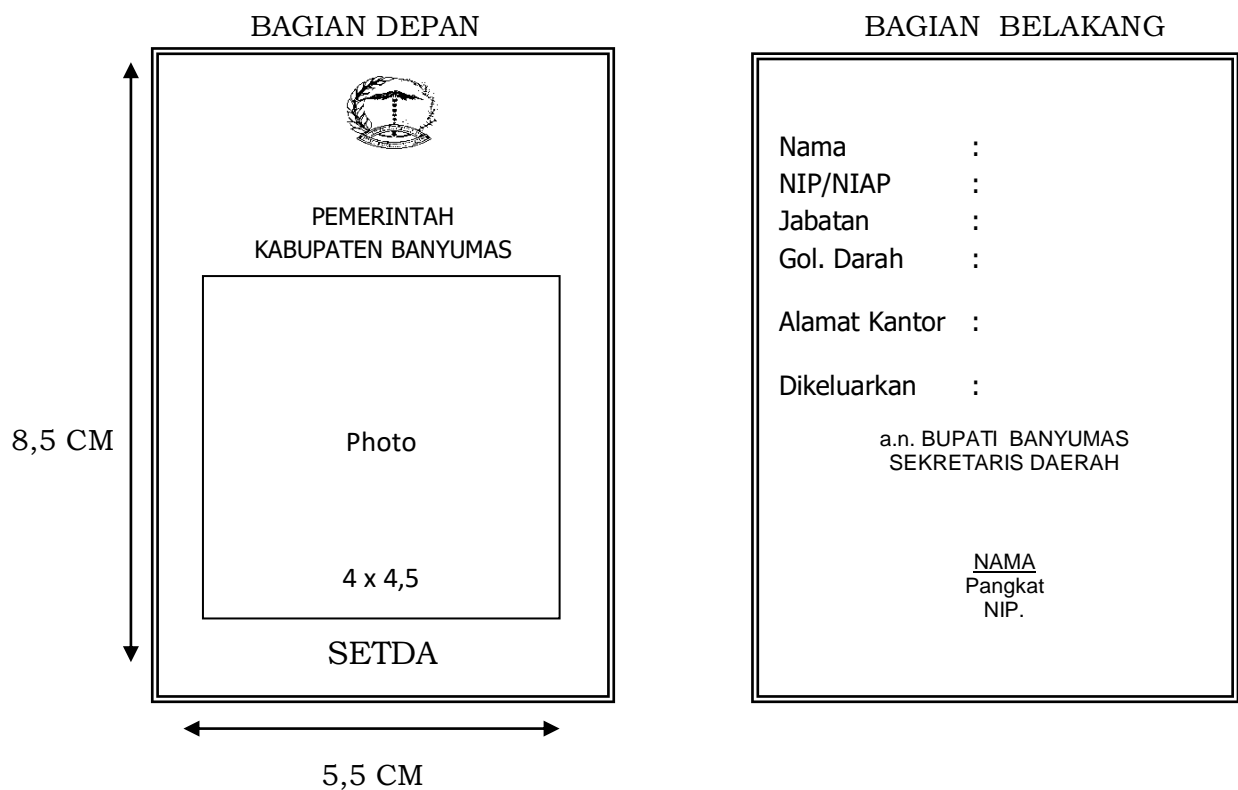 BAGIAN DEPAN
PEMERINTAH
KABUPATEN BANYUMAS
Photo
4 x 4,5
SETDA
8,5 CM
5,5 CM
BAGIAN BELAKANG
Nama :
NIP/NIAP :
Jabatan :
Gol. Darah :
Alamat Kantor :
Dikeluarkan :
a.n. BUPATI BANYUMAS
SEKRETARIS DAERAH
NAMA
Pangkat
NIP.